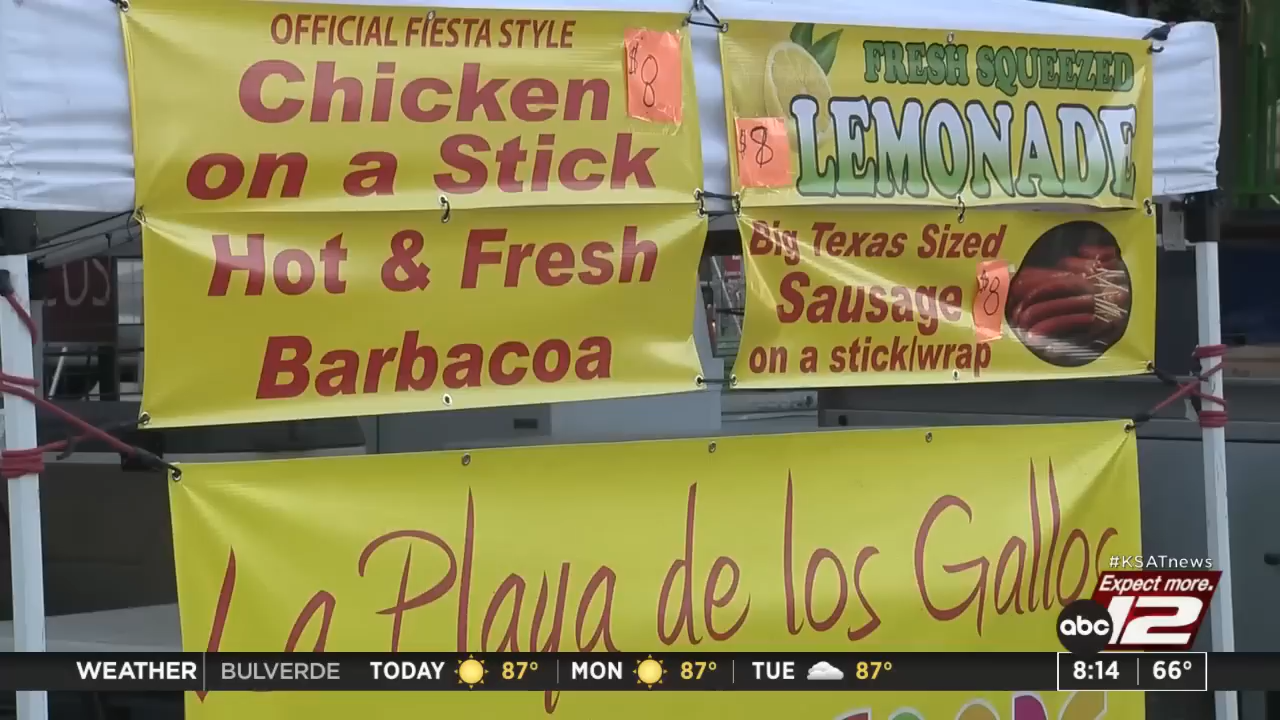 OFFICIAL FIESTA STYLE
Chicken
on a Stick
$8
Hot & Fresh
Barbacoa
FRESH SQUEEZED
LEMONADE
$8
Big Texas Sized
Sausage
$8
on a stick/wrap
La Playa de los Gallos
#KSATnews
Expect more.
abc 12
WEATHER BULVERDE TODAY 87° MON 87° TUE 87° 8:14 66°